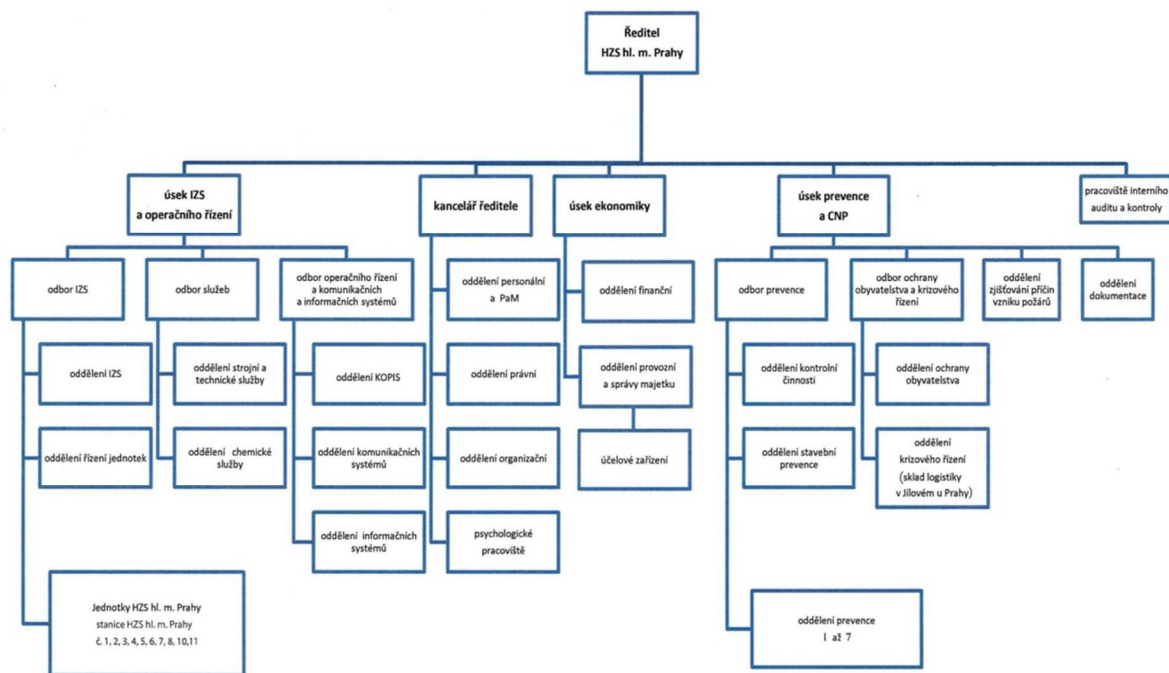 Ředitel
HZS hl. m. Prahy
úsek IZS
a operačního řízení
kancelář ředitele
úsek ekonomiky
úsek prevence
a CNP
pracoviště interního
auditu a kontroly
odbor IZS
odbor služeb
odbor operačního řízení
a komunikačních
a informačních systémů
oddělení personální
a PaM
oddělení finanční
odbor prevence
odbor ochrany
obyvatelstva a krizového
řízení
oddělení
zjišťování příčin
vzniku požárů
oddělení
dokumentace
oddělení IZS
oddělení strojní a
technické služby
oddělení KOPIS
oddělení právní
oddělení provozní
a správy majetku
oddělení kontrolní
činnosti
oddělení ochrany
obyvatelstva
oddělení řízení jednotek
oddělení chemické
služby
oddělení komunikačních
systémů
oddělení organizační
účelové zařízení
oddělení stavební
prevence
oddělení
krizového řízení
(sklad logistiky
v Jílovém u Prahy)
oddělení informačních
systémů
psychologické
pracoviště
Jednotky HZS hl. m. Prahy
stanice HZS hl. m. Prahy
č. 1, 2, 3, 4, 5, 6, 7, 8, 10,11
oddělení prevence
l až 7